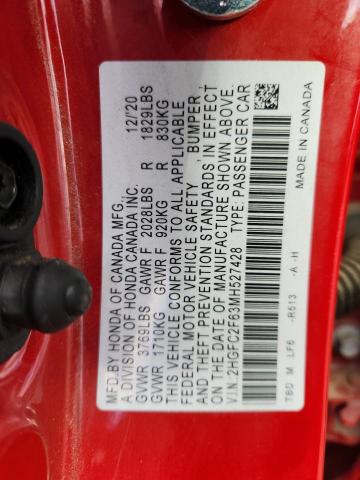 MFD.BY HONDA OF CANADA MFG., 12/20
A DIVISION OF HONDA CANADA INC.
GVWR 3769LBS GAWR F 2028LBS R 1829LBS
GVWR 1710KG GAWR F 920KG R 830KG
THIS VEHICLE CONFORMS TO ALL APPLICABLE
FEDERAL MOTOR VEHICLE SAFETY, BUMPER,
AND THEFT PREVENTION STANDARDS IN EFFECT
ON THE DATE OF MANUFACTURE SHOWN ABOVE.
V.I.N. 2HGFC2F63MH527428 TYPE: PASSENGER CAR
TBD M LF6 -R513 -A -H MADE IN CANADA